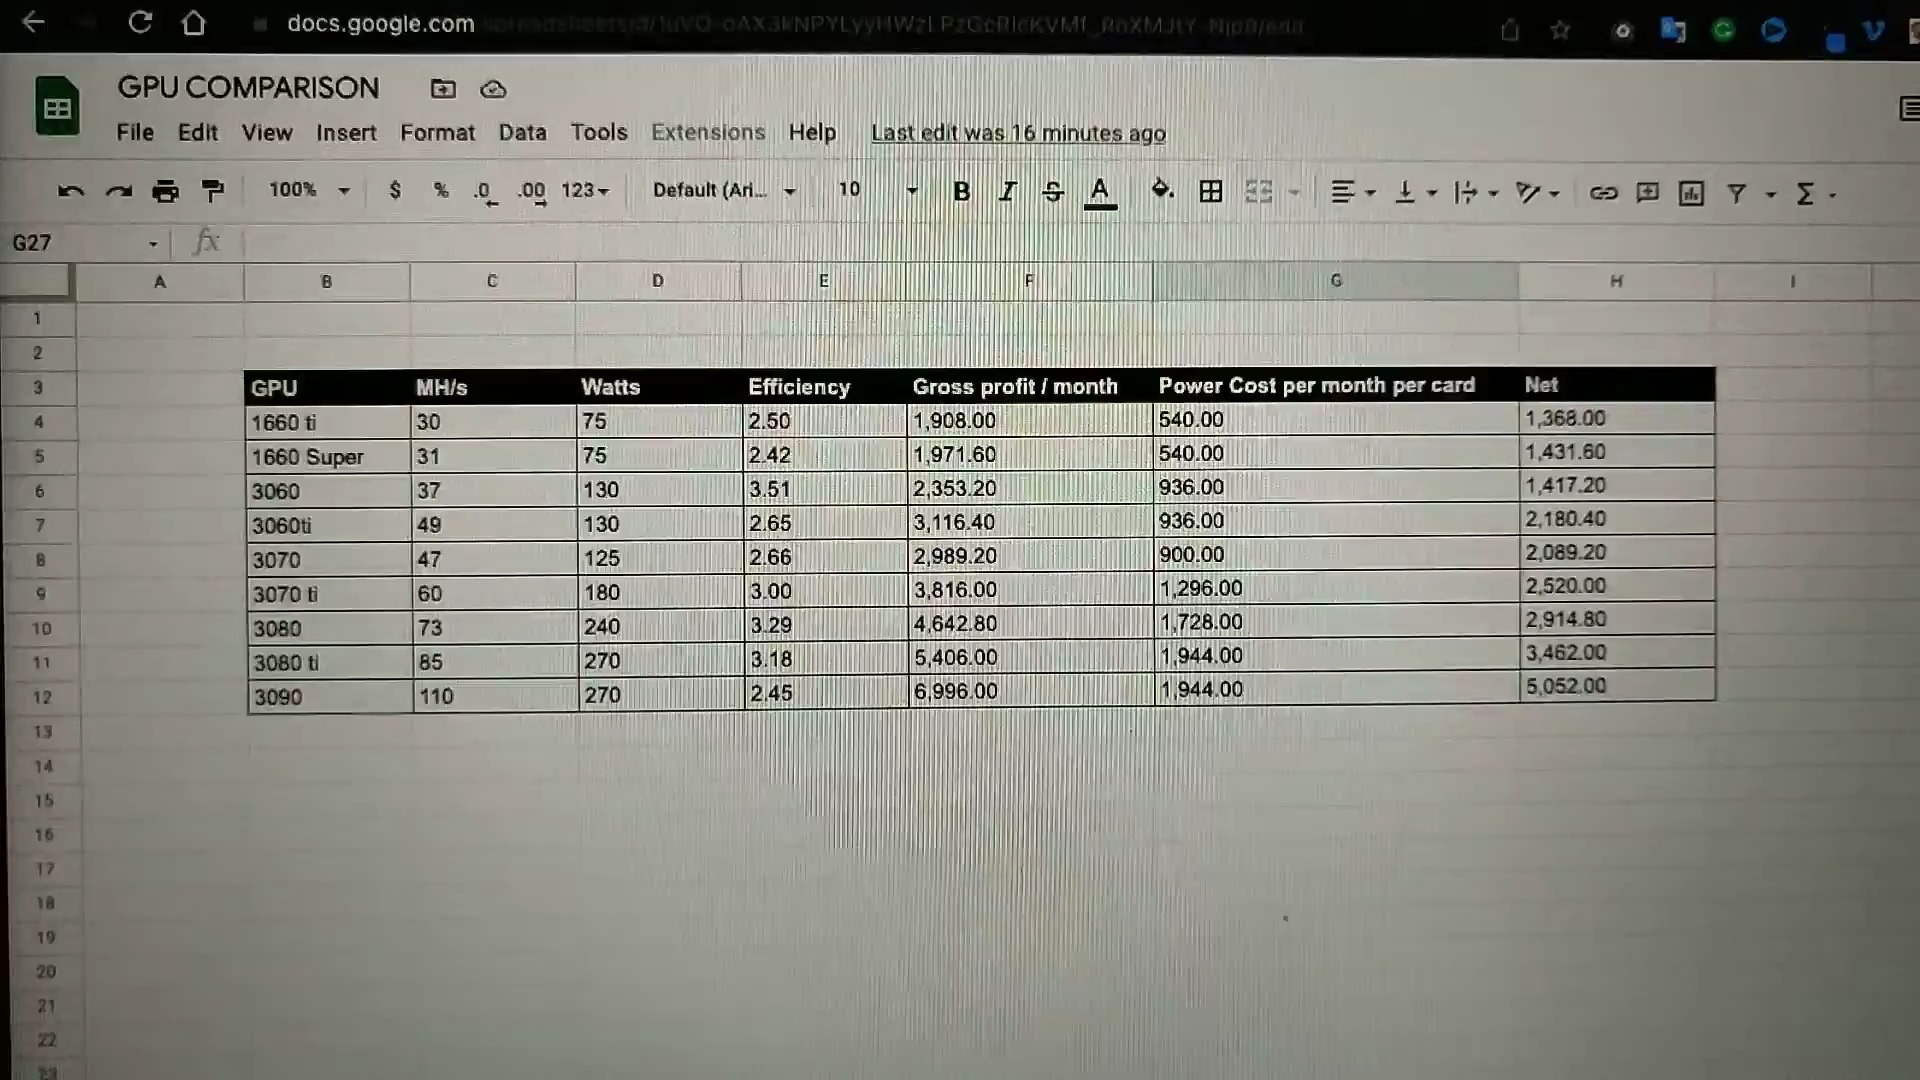 docs.google.com
GPU COMPARISON
File Edit View Insert Format Data Tools Extensions Help Last edit was 16 minutes ago
100% $ % .0 .00 123 Default (Ari... 10 B I S A
G27 fx
A B C D E F G H I
1
2
3 GPU MH/s Watts Efficiency Gross profit / month Power Cost per month per card Net
4 1660 ti 30 75 2.50 1,908.00 540.00 1,368.00
5 1660 Super 31 75 2.42 1,971.60 540.00 1,431.60
6 3060 37 130 3.51 2,353.20 936.00 1,417.20
7 3060ti 49 130 2.65 3,116.40 936.00 2,180.40
8 3070 47 125 2.66 2,989.20 900.00 2,089.20
9 3070 ti 60 180 3.00 3,816.00 1,296.00 2,520.00
10 3080 73 240 3.29 4,642.80 1,728.00 2,914.80
11 3080 ti 85 270 3.18 5,406.00 1,944.00 3,462.00
12 3090 110 270 2.45 6,996.00 1,944.00 5,052.00
13
14
15
16
17
18
19
20
21
22
23